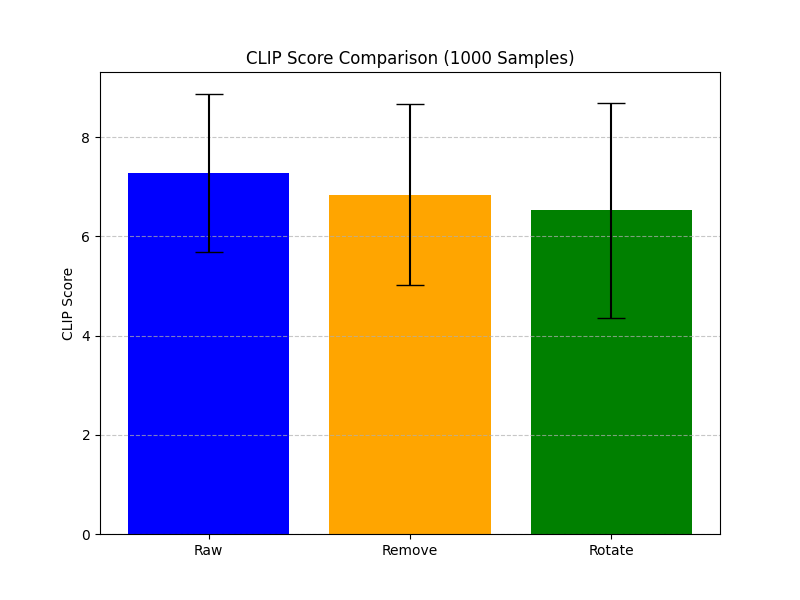 CLIP Score Comparison (1000 Samples)
CLIP Score
8
6
4
2
0
Raw
Remove
Rotate